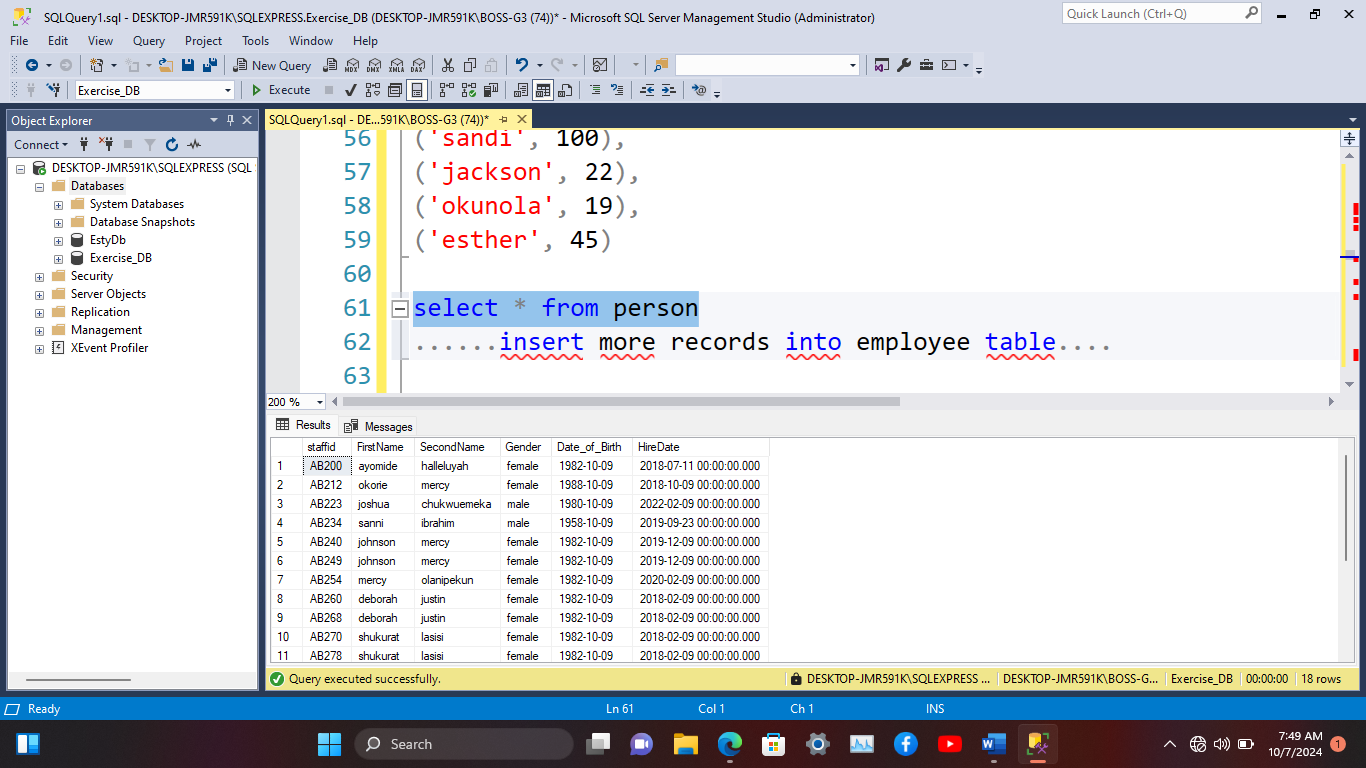 SQLQuery1.sql - DESKTOP-JMR591K\SQLEXPRESS.Exercise_DB (DESKTOP-JMR591K\BOSS-G3 (74))* - Microsoft SQL Server Management Studio (Administrator)
Quick Launch (Ctrl+Q)
File Edit View Query Project Tools Window Help
New Query MDX DMX XMLA DAX
Exercise_DB Execute
Object Explorer
SQLQuery1.sql - DE...591K\BOSS-G3 (74))*
Connect
DESKTOP-JMR591K\SQLEXPRESS (SQL
Databases
System Databases
Database Snapshots
EstyDb
Exercise_DB
Security
Server Objects
Replication
Management
XEvent Profiler
56 ('sandi', 100),
57 ('jackson', 22),
58 ('okunola', 19),
59 ('esther', 45)
60
61 select * from person
62 ......insert more records into employee table....
63
200 %
Results Messages
staffid FirstName SecondName Gender Date_of_Birth HireDate
1 AB200 ayomide halleluyah female 1982-10-09 2018-07-11 00:00:00.000
2 AB212 okorie mercy female 1988-10-09 2018-10-09 00:00:00.000
3 AB223 joshua chukwuemeka male 1980-10-09 2022-02-09 00:00:00.000
4 AB234 sanni ibrahim male 1958-10-09 2019-09-23 00:00:00.000
5 AB240 johnson mercy female 1982-10-09 2019-12-09 00:00:00.000
6 AB249 johnson mercy female 1982-10-09 2019-12-09 00:00:00.000
7 AB254 mercy olanipekun female 1982-10-09 2020-02-09 00:00:00.000
8 AB260 deborah justin female 1982-10-09 2018-02-09 00:00:00.000
9 AB268 deborah justin female 1982-10-09 2018-02-09 00:00:00.000
10 AB270 shukurat lasisi female 1982-10-09 2018-02-09 00:00:00.000
11 AB278 shukurat lasisi female 1982-10-09 2018-02-09 00:00:00.000
Query executed successfully. DESKTOP-JMR591K\SQLEXPRESS ... DESKTOP-JMR591K\BOSS-G... Exercise_DB 00:00:00 18 rows
Ready Ln 61 Col 1 Ch 1 INS
Search
7:49 AM
10/7/2024
1